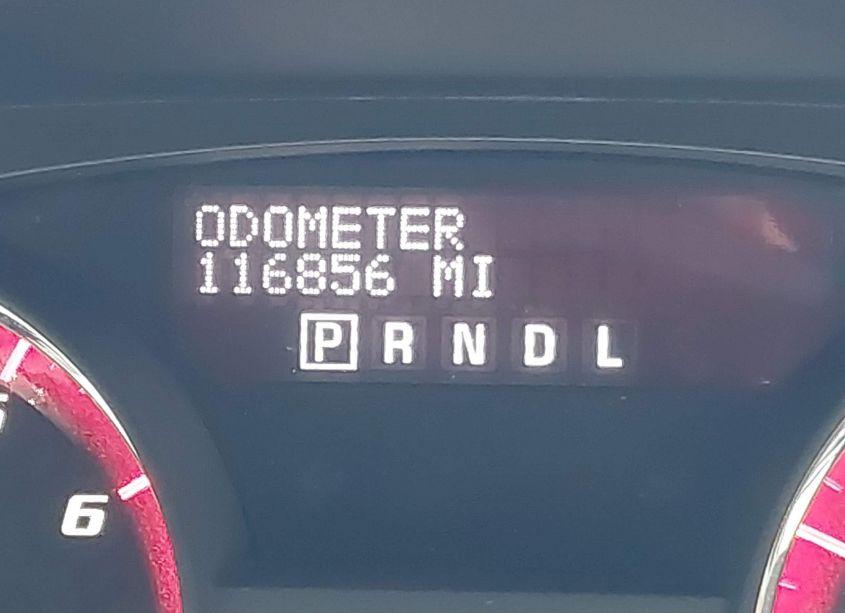 ODOMETER
116856 MI
P R N D L
6